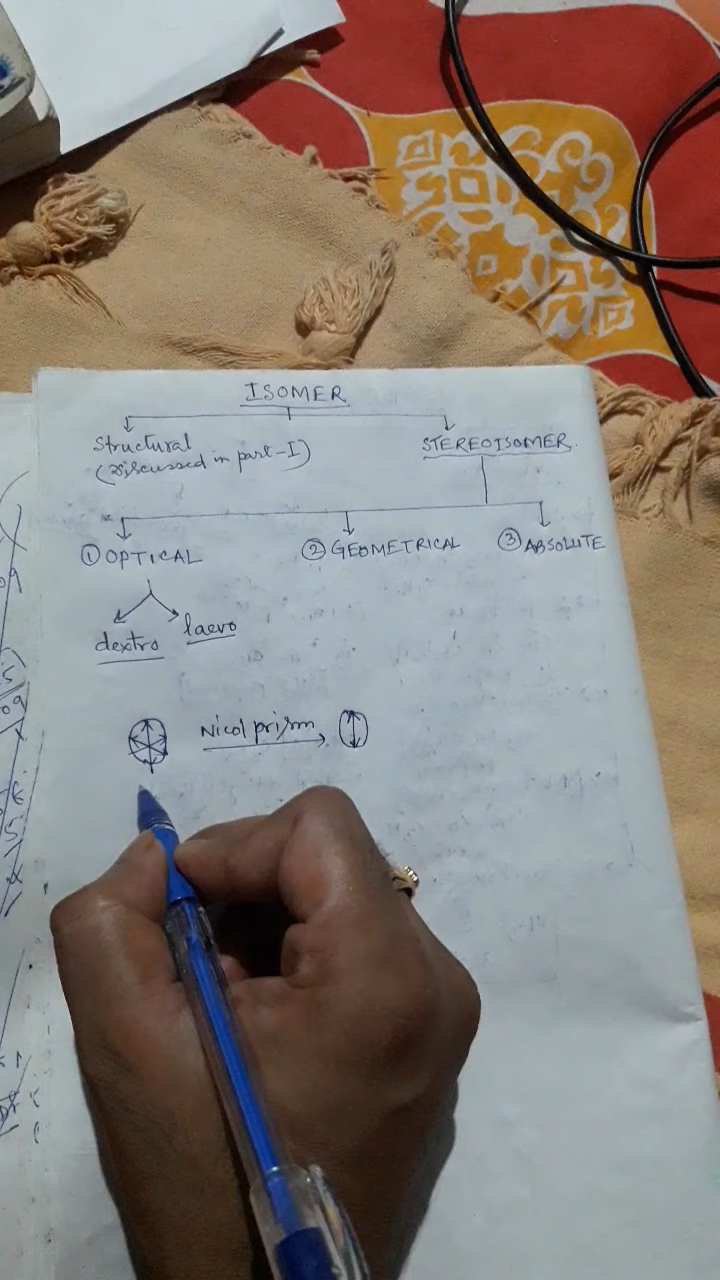 ISOMER
Structural
(Discussed in part-I)
STEREOISOMER
① OPTICAL
② GEOMETRICAL
③ ABSOLUTE
dextro
laevo
Nicol prism